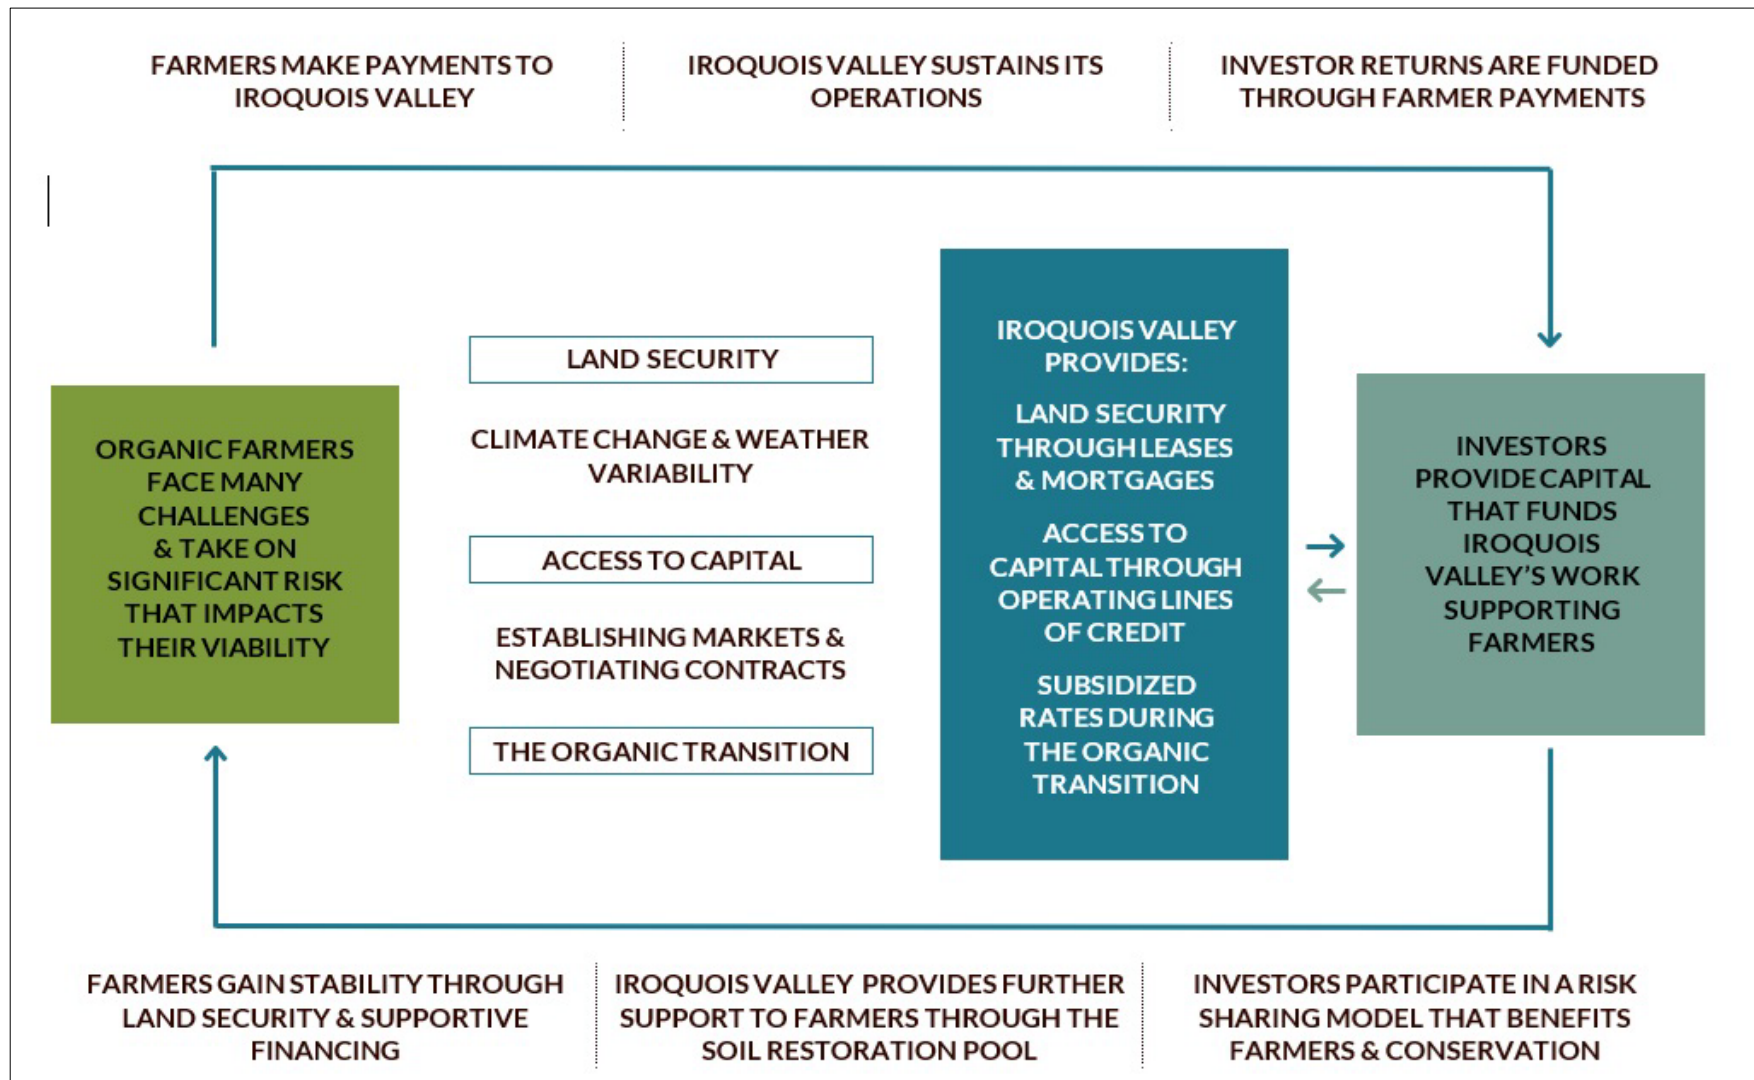 FARMERS MAKE PAYMENTS TO
IROQUOIS VALLEY
IROQUOIS VALLEY SUSTAINS ITS
OPERATIONS
INVESTOR RETURNS ARE FUNDED
THROUGH FARMER PAYMENTS
ORGANIC FARMERS
FACE MANY
CHALLENGES
& TAKE ON
SIGNIFICANT RISK
THAT IMPACTS
THEIR VIABILITY
LAND SECURITY
CLIMATE CHANGE & WEATHER
VARIABILITY
ACCESS TO CAPITAL
ESTABLISHING MARKETS &
NEGOTIATING CONTRACTS
THE ORGANIC TRANSITION
IROQUOIS VALLEY
PROVIDES:
LAND SECURITY
THROUGH LEASES
& MORTGAGES
ACCESS TO
CAPITAL THROUGH
OPERATING LINES
OF CREDIT
SUBSIDIZED
RATES DURING
THE ORGANIC
TRANSITION
INVESTORS
PROVIDE CAPITAL
THAT FUNDS
IROQUOIS
VALLEY'S WORK
SUPPORTING
FARMERS
FARMERS GAIN STABILITY THROUGH
LAND SECURITY & SUPPORTIVE
FINANCING
IROQUOIS VALLEY PROVIDES FURTHER
SUPPORT TO FARMERS THROUGH THE
SOIL RESTORATION POOL
INVESTORS PARTICIPATE IN A RISK
SHARING MODEL THAT BENEFITS
FARMERS & CONSERVATION